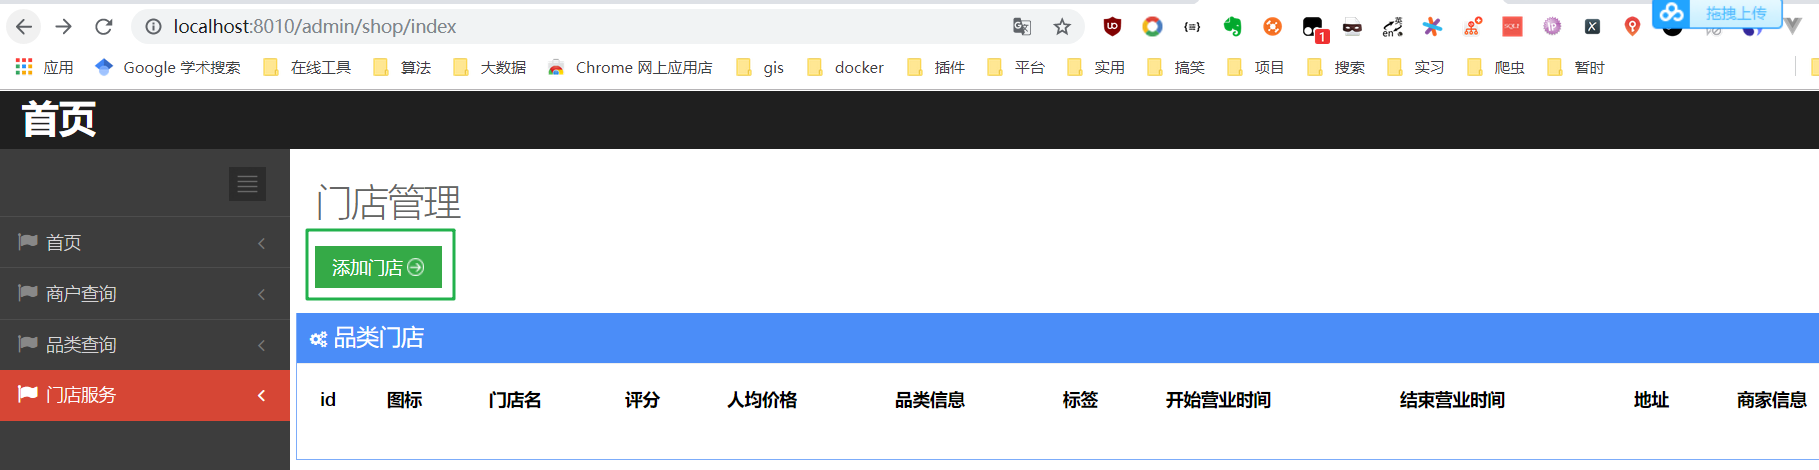 localhost:8010/admin/shop/index
拖拽上传
应用 Google 学术搜索 在线工具 算法 大数据 Chrome 网上应用店 gis docker 插件 平台 实用 搞笑 项目 搜索 实习 爬虫 暂时
首页
门店管理
首页
添加门店
商户查询
品类门店
品类查询
门店服务
id 图标 门店名 评分 人均价格 品类信息 标签 开始营业时间 结束营业时间 地址 商家信息